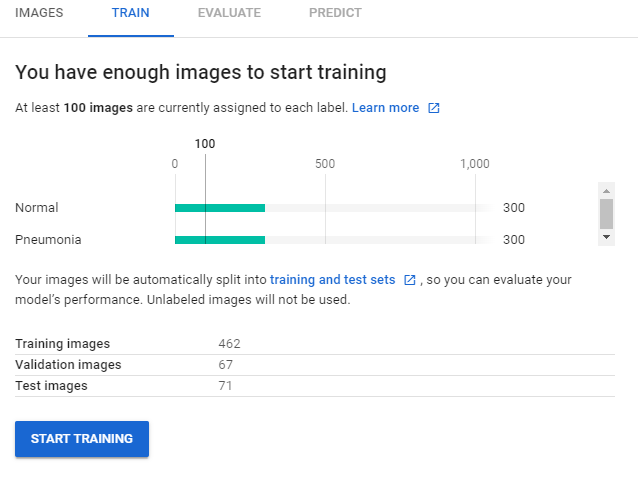 IMAGES TRAIN EVALUATE PREDICT
You have enough images to start training
At least 100 images are currently assigned to each label. Learn more
100
0 500 1,000
Normal 300
Pneumonia 300
Your images will be automatically split into training and test sets , so you can evaluate your
model’s performance. Unlabeled images will not be used.
Training images 462
Validation images 67
Test images 71
START TRAINING